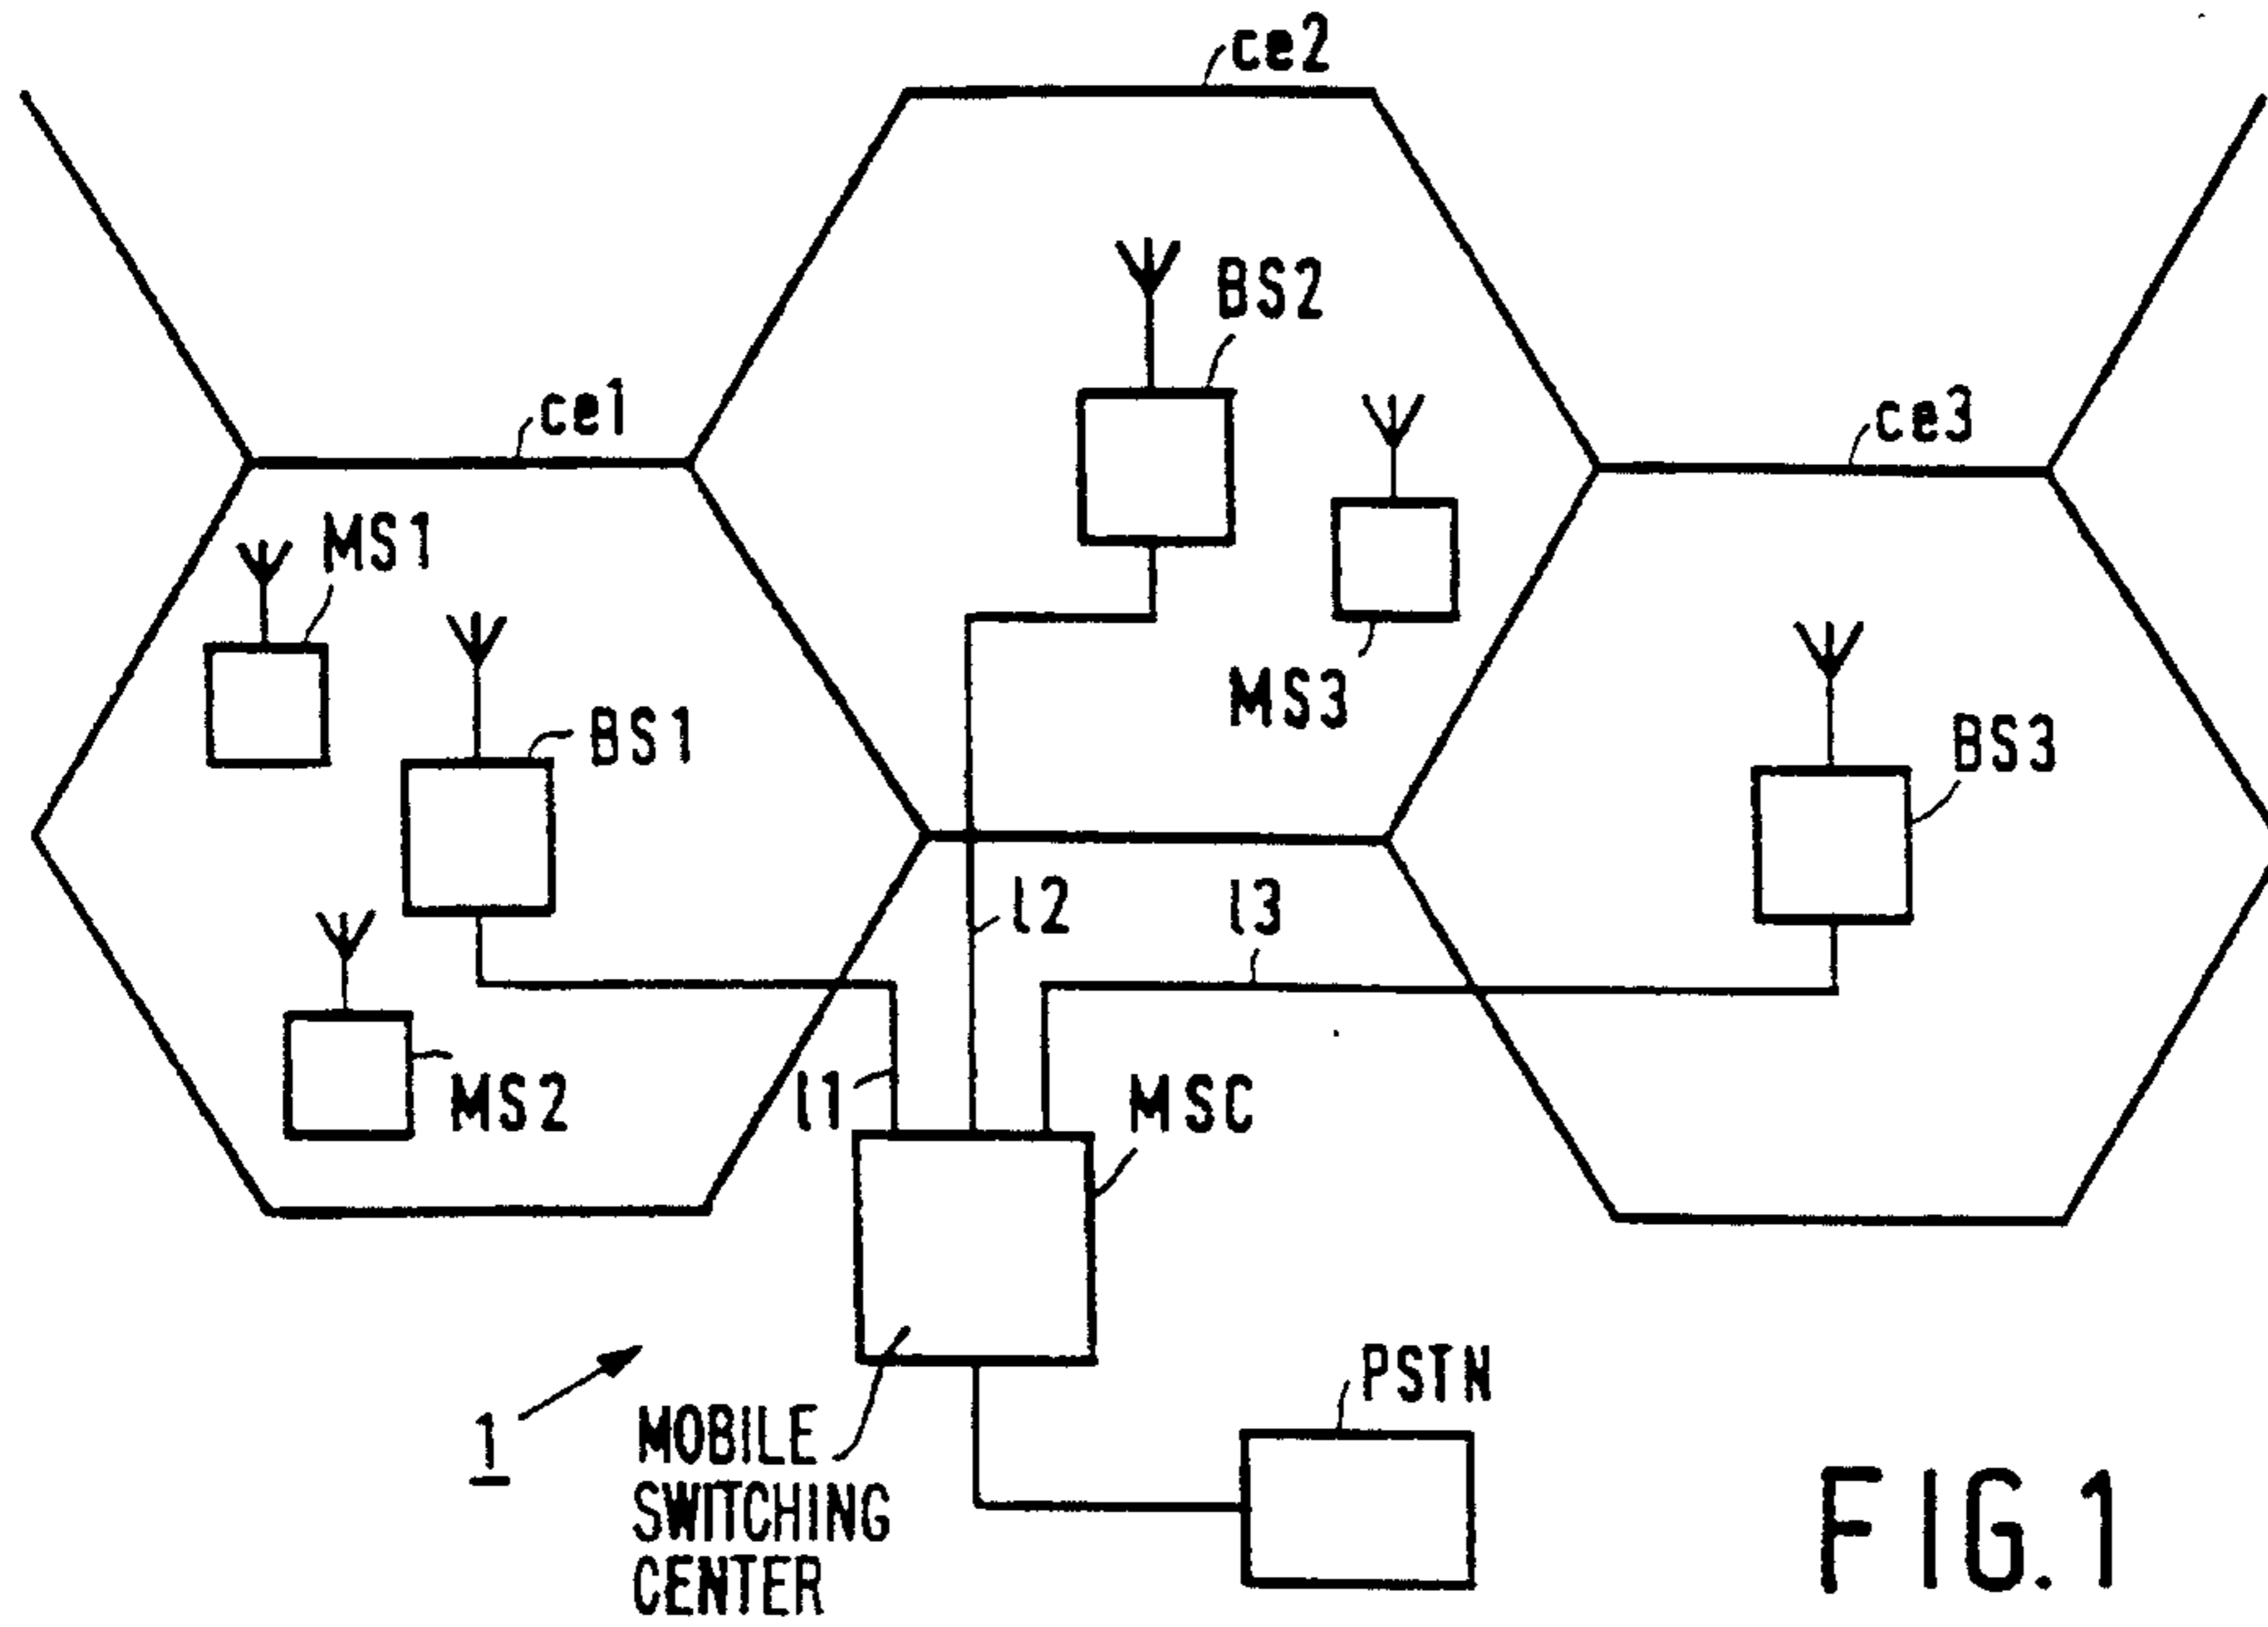 ce2
BS2
ce1
ce3
MS1
MS3
BS1
BS3
l2
l3
MS2
l1
MSC
PSTN
1
MOBILE
SWITCHING
CENTER
FIG.1